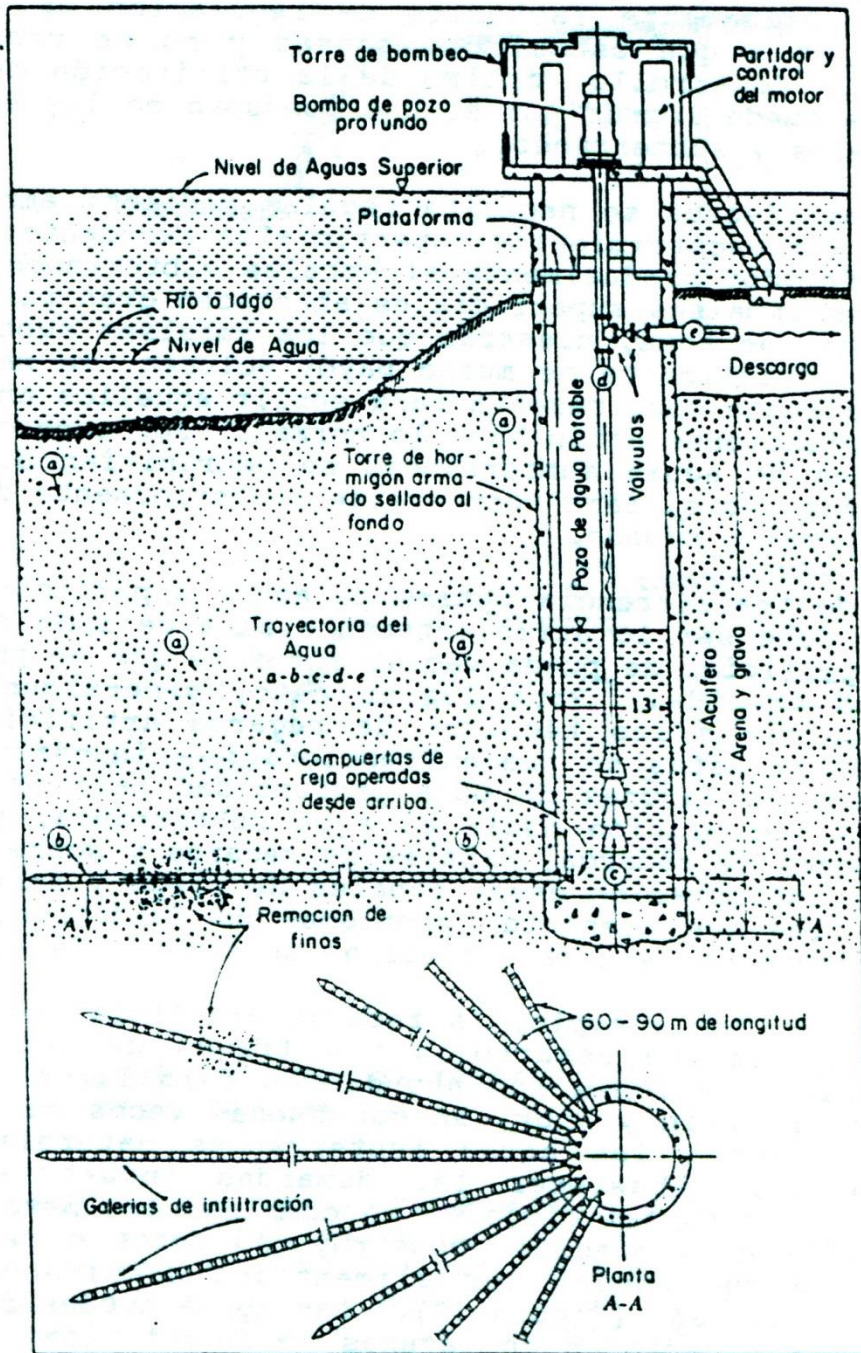 Torre de bombeo
Partidor y
control
del motor
Bomba de pozo
profundo
Nivel de Aguas Superior
Plataforma
Río o lago
Nivel de Agua
e
Descarga
d
a
a
Torre de hor-
migón arma-
do sellado al
fondo
Pozo de agua Potable
Válvulas
Trayectoria del
Agua
a-b-c-d-e
a
a
13'
Acuífero
Arena y grava
Compuertas de
reja operadas
desde arriba
b
b
c
A
A
Remoción de
finos
60-90 m de longitud
Galerías de infiltración
Planta
A-A